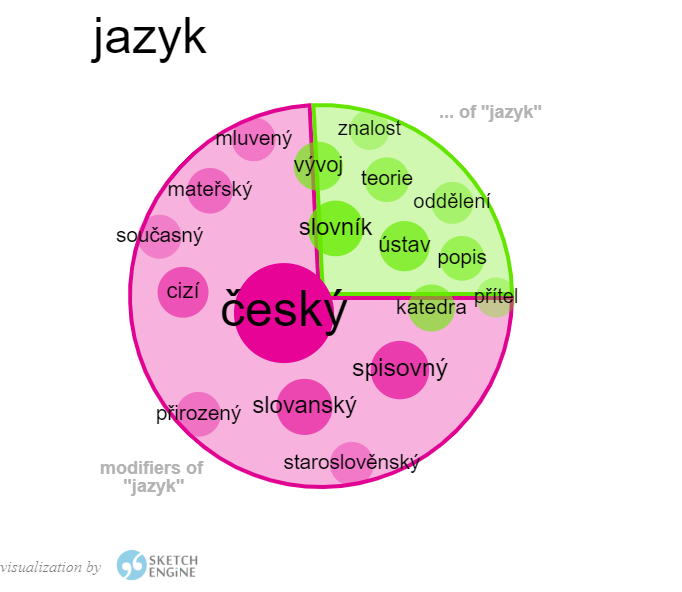 jazyk
... of "jazyk"
znalost
mluvený
vývoj
teorie
mateřský
oddělení
slovník
současný
ústav
popis
cizí
přítel
český
katedra
spisovný
slovanský
přirozený
staroslověnský
modifiers of
"jazyk"
visualization by
SKETCH
ENGINE